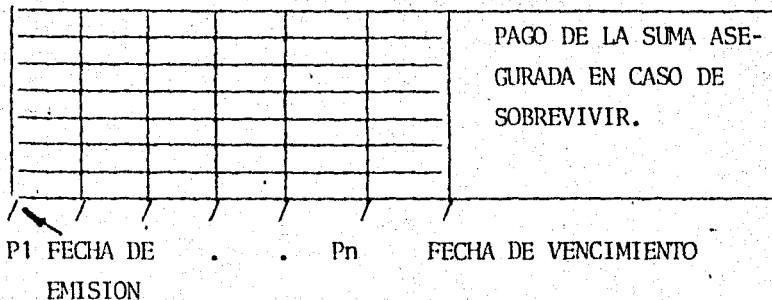 PAGO DE LA SUMA ASE-
GURADA EN CASO DE
SOBREVIVIR.
P1 FECHA DE . . Pn FECHA DE VENCIMIENTO
EMISION